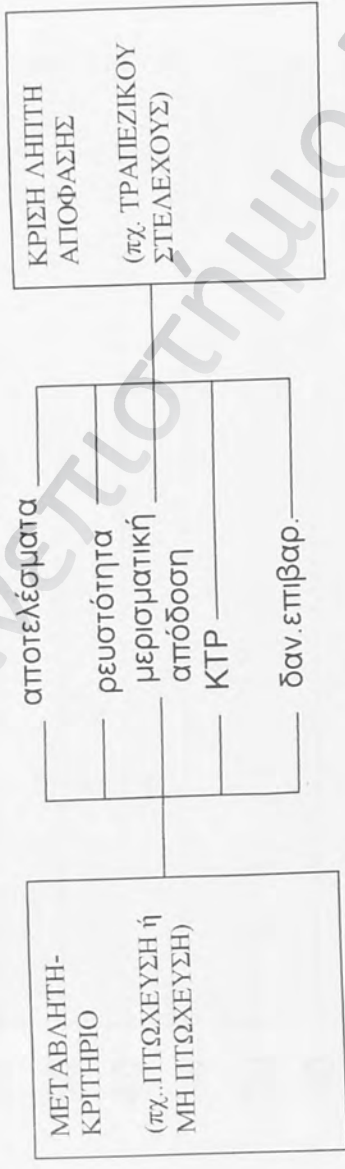 ΜΕΤΑΒΛΗΤΗ-
ΚΡΙΤΗΡΙΟ
(πχ..ΠΤΩΧΕΥΣΗ ή
ΜΗ ΠΤΩΧΕΥΣΗ)
αποτελέσματα
ρευστότητα
μερισματική
απόδοση
ΚΤΡ
δαν.επιβαρ.
ΚΡΙΣΗ ΛΗΠΤΗ
ΑΠΟΦΑΣΗΣ
(πχ. ΤΡΑΠΕΖΙΚΟΥ
ΣΤΕΛΕΧΟΥΣ)